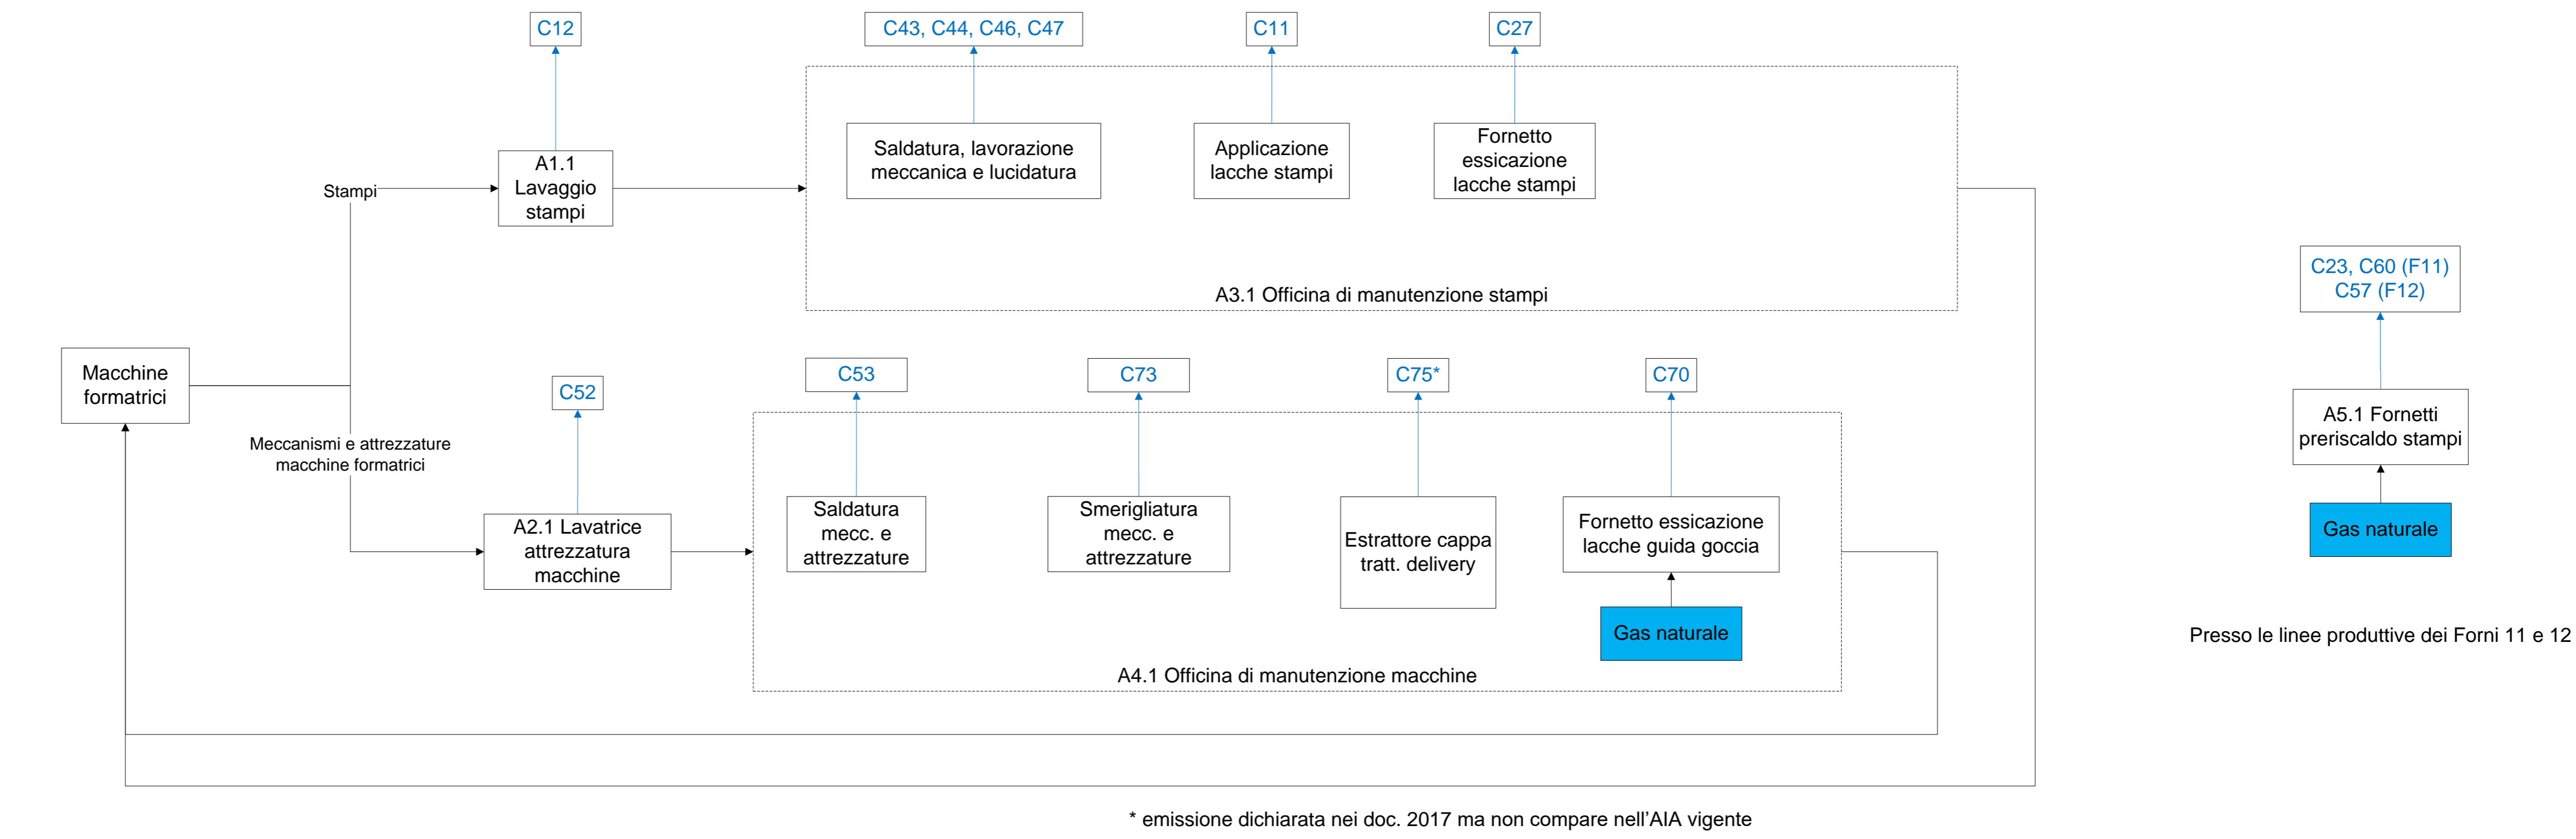 C12
C43, C44, C46, C47
C11
C27
Saldatura, lavorazione
meccanica e lucidatura
Applicazione
lacche stampi
Fornetto
essicazione
lacche stampi
A1.1
Lavaggio
stampi
Stampi
A3.1 Officina di manutenzione stampi
C23, C60 (F11)
C57 (F12)
Macchine
formatrici
C52
C53
C73
C75*
C70
A5.1 Fornetti
preriscaldo stampi
Meccanismi e attrezzature
macchine formatrici
A2.1 Lavatrice
attrezzatura
macchine
Saldatura
mecc. e
attrezzature
Smerigliatura
mecc. e
attrezzature
Estrattore cappa
tratt. delivery
Fornetto essicazione
lacche guida goccia
Gas naturale
Gas naturale
Presso le linee produttive dei Forni 11 e 12
A4.1 Officina di manutenzione macchine
* emissione dichiarata nei doc. 2017 ma non compare nell’AIA vigente